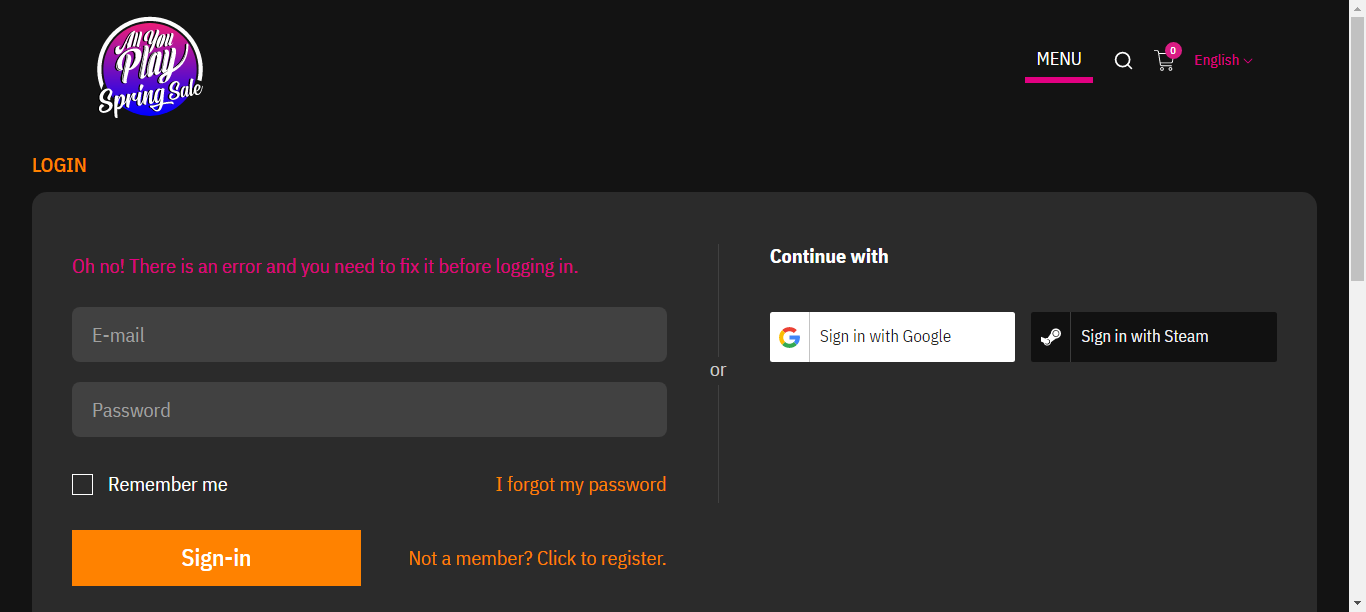 All You
Play
Spring Sale
MENU
0
English
LOGIN
Oh no! There is an error and you need to fix it before logging in.
E-mail
Password
Remember me
I forgot my password
Sign-in
Not a member? Click to register.
or
Continue with
Sign in with Google
Sign in with Steam